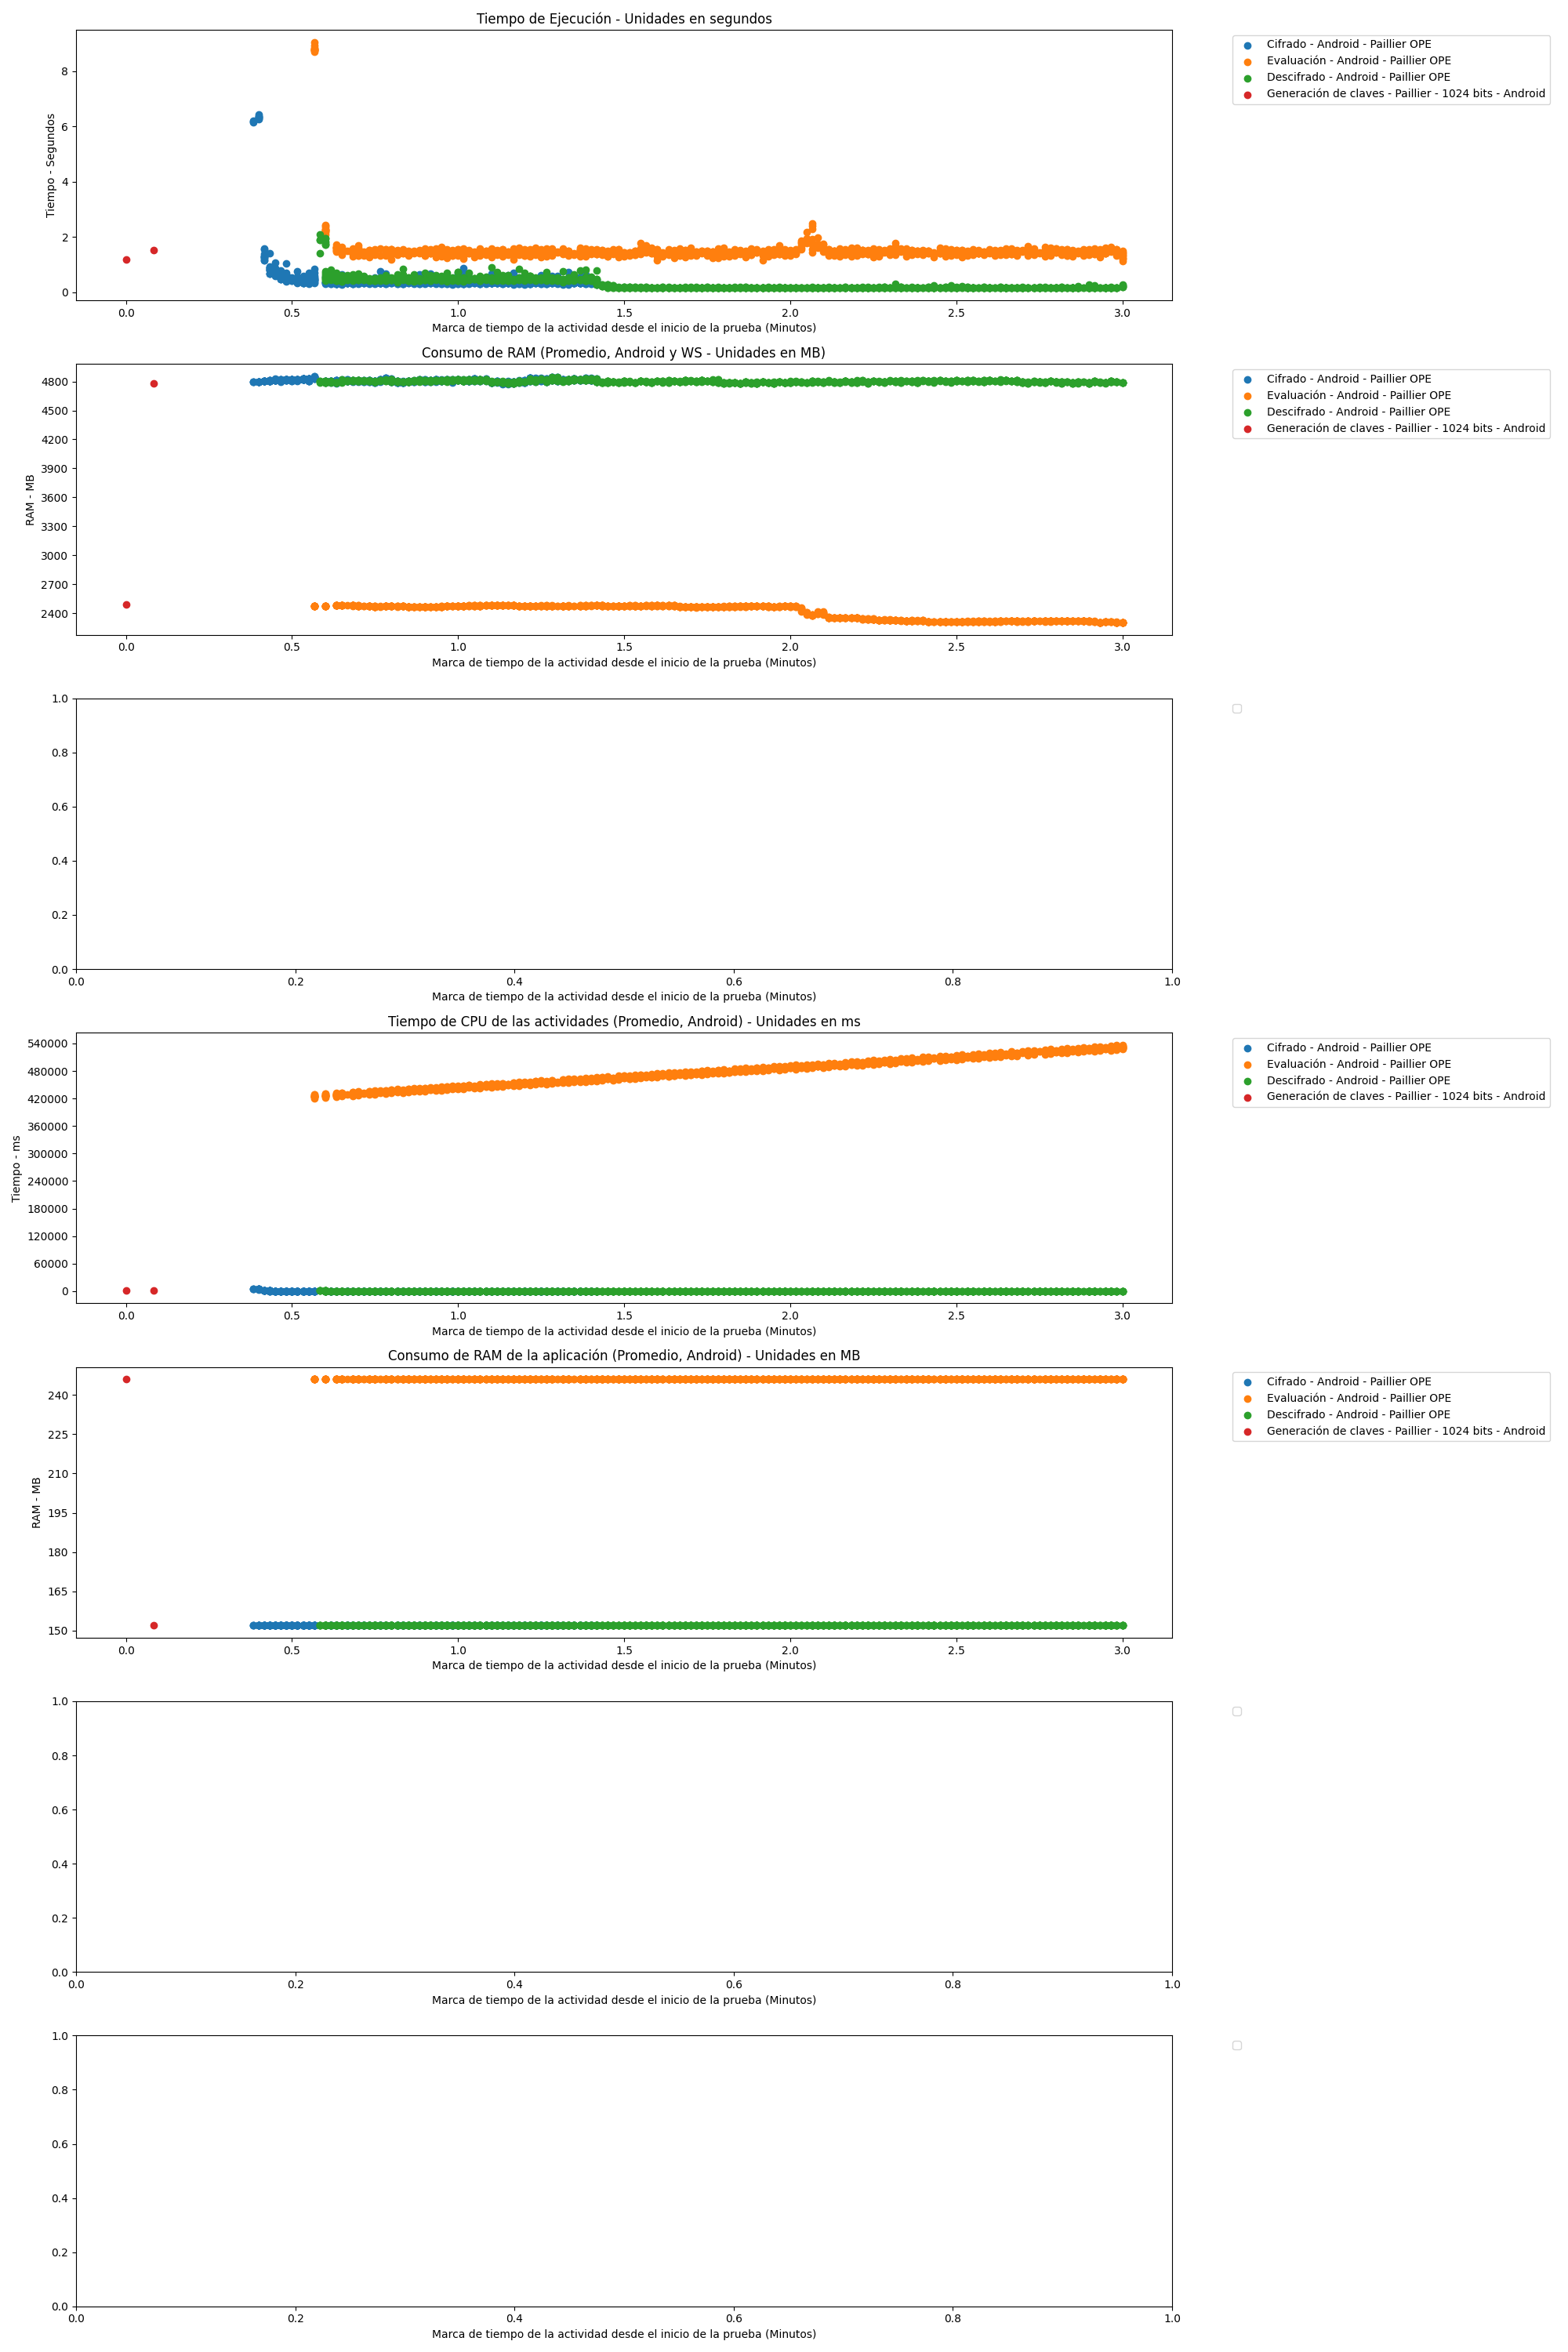 Tiempo de Ejecución - Unidades en segundos
Tiempo - Segundos
8
6
4
2
0
0.0 0.5 1.0 1.5 2.0 2.5 3.0
Marca de tiempo de la actividad desde el inicio de la prueba (Minutos)
Cifrado - Android - Paillier OPE
Evaluación - Android - Paillier OPE
Descifrado - Android - Paillier OPE
Generación de claves - Paillier - 1024 bits - Android
Consumo de RAM (Promedio, Android y WS - Unidades en MB)
RAM - MB
4800
4500
4200
3900
3600
3300
3000
2700
2400
0.0 0.5 1.0 1.5 2.0 2.5 3.0
Marca de tiempo de la actividad desde el inicio de la prueba (Minutos)
Cifrado - Android - Paillier OPE
Evaluación - Android - Paillier OPE
Descifrado - Android - Paillier OPE
Generación de claves - Paillier - 1024 bits - Android
1.0
0.8
0.6
0.4
0.2
0.0
0.0 0.2 0.4 0.6 0.8 1.0
Marca de tiempo de la actividad desde el inicio de la prueba (Minutos)
Tiempo de CPU de las actividades (Promedio, Android) - Unidades en ms
Tiempo - ms
540000
480000
420000
360000
300000
240000
180000
120000
60000
0
0.0 0.5 1.0 1.5 2.0 2.5 3.0
Marca de tiempo de la actividad desde el inicio de la prueba (Minutos)
Cifrado - Android - Paillier OPE
Evaluación - Android - Paillier OPE
Descifrado - Android - Paillier OPE
Generación de claves - Paillier - 1024 bits - Android
Consumo de RAM de la aplicación (Promedio, Android) - Unidades en MB
RAM - MB
240
225
210
195
180
165
150
0.0 0.5 1.0 1.5 2.0 2.5 3.0
Marca de tiempo de la actividad desde el inicio de la prueba (Minutos)
Cifrado - Android - Paillier OPE
Evaluación - Android - Paillier OPE
Descifrado - Android - Paillier OPE
Generación de claves - Paillier - 1024 bits - Android
1.0
0.8
0.6
0.4
0.2
0.0
0.0 0.2 0.4 0.6 0.8 1.0
Marca de tiempo de la actividad desde el inicio de la prueba (Minutos)
1.0
0.8
0.6
0.4
0.2
0.0
0.0 0.2 0.4 0.6 0.8 1.0
Marca de tiempo de la actividad desde el inicio de la prueba (Minutos)